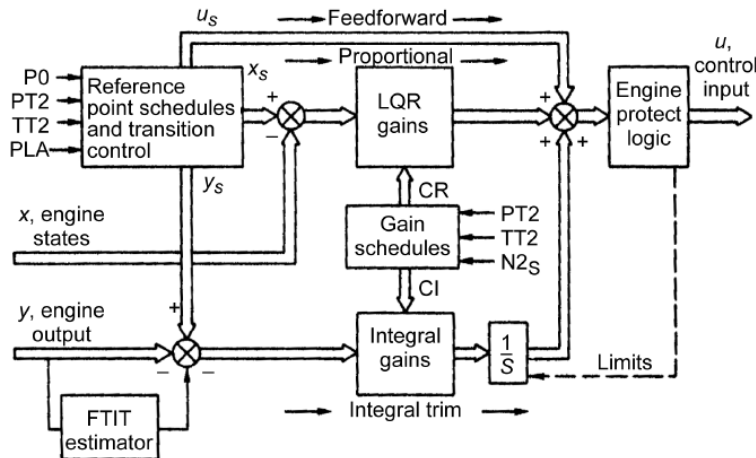 u_s
Feedforward
P0
PT2
TT2
PLA
Reference
point schedules
and transition
control
x_s
+
−
Proportional
LQR
gains
+
+
+
Engine
protect
logic
u,
control
input
y_s
CR
x, engine
states
Gain
schedules
PT2
TT2
N2_S
CI
y, engine
output
+
−
−
Integral
gains
1
S
Limits
FTIT
estimator
Integral trim